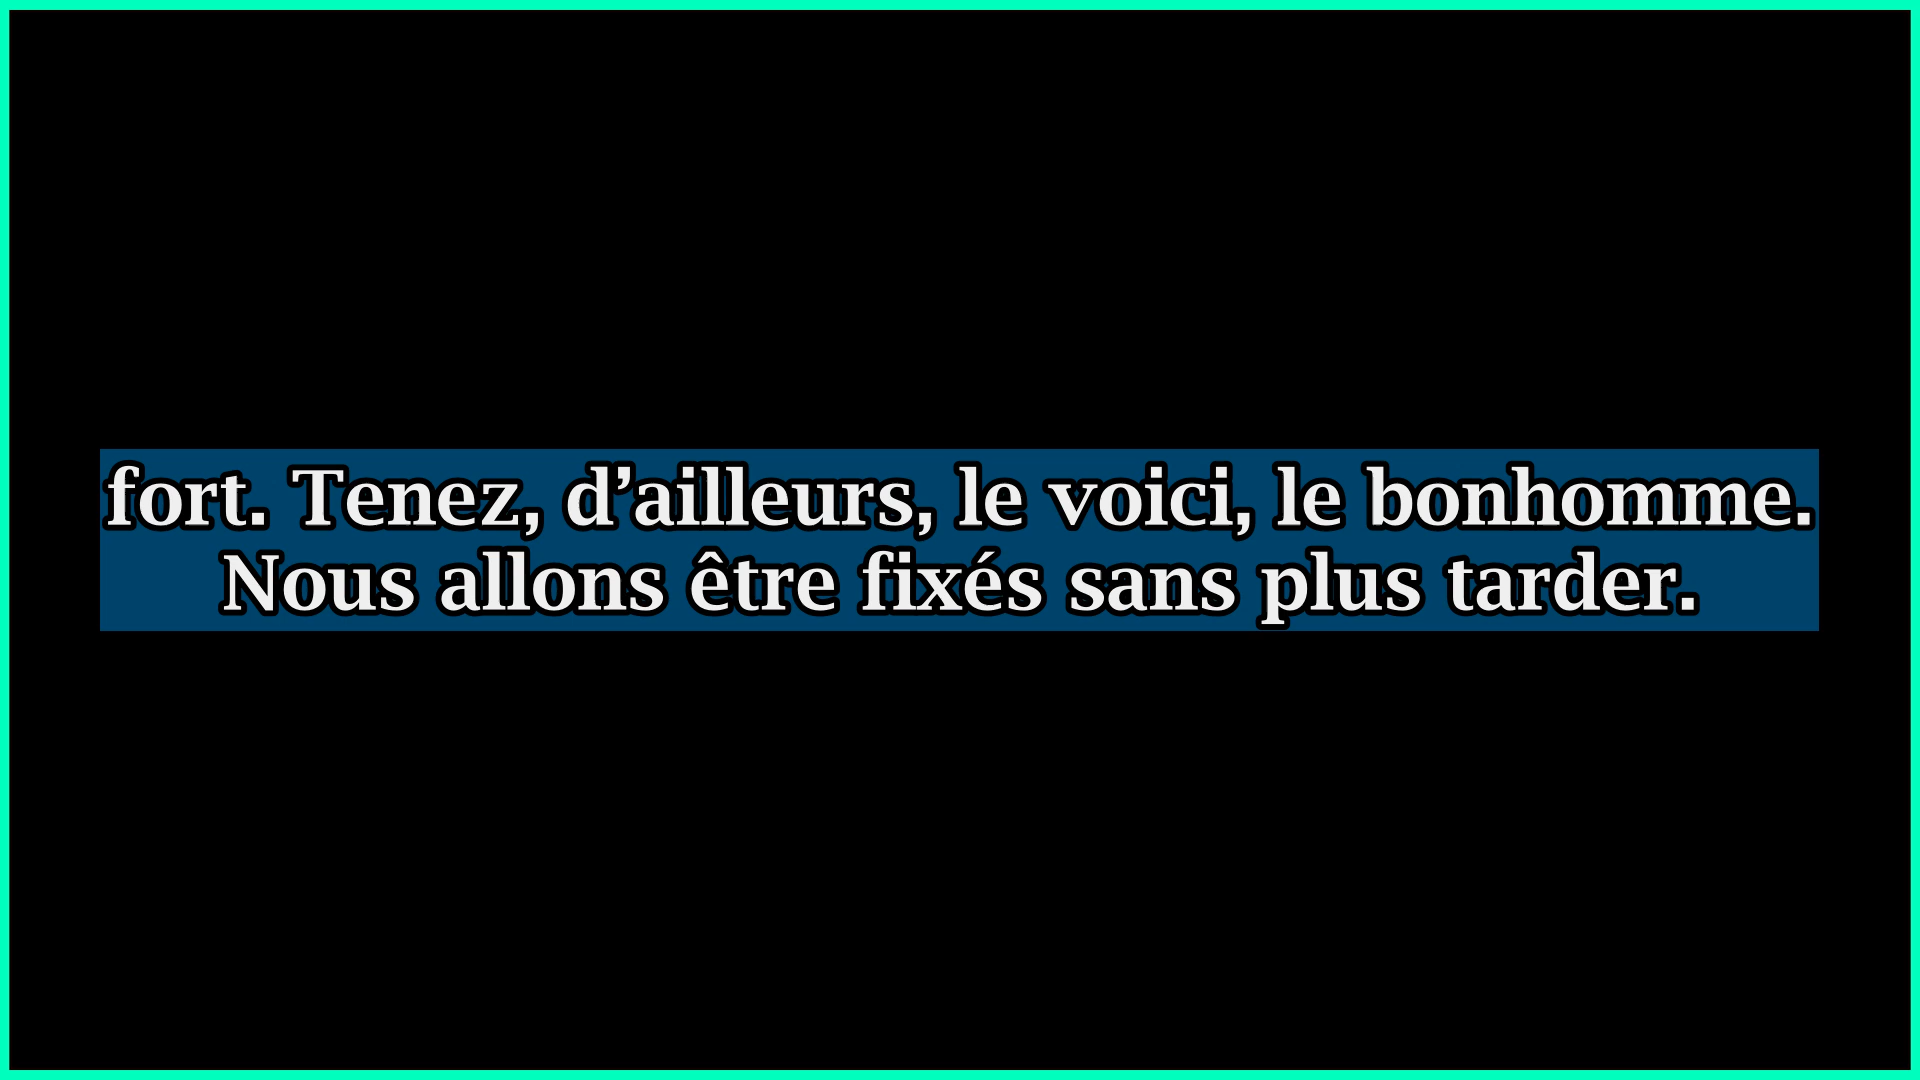 fort. Tenez, d’ailleurs, le voici, le bonhomme.
Nous allons être fixés sans plus tarder.